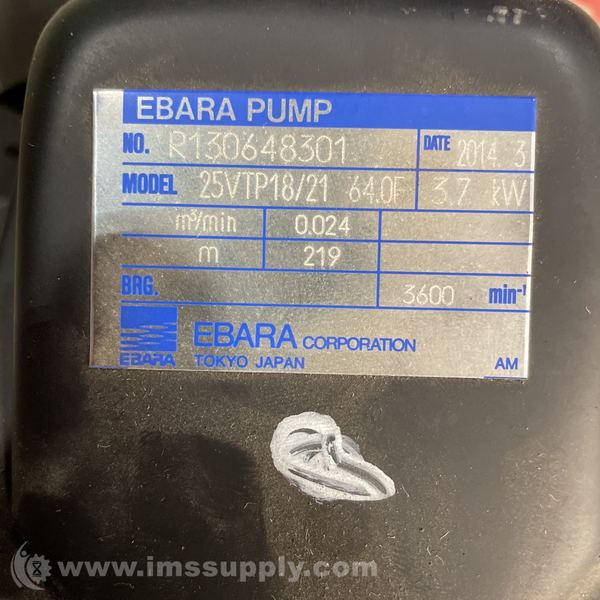 EBARA PUMP
NO. R130648301 DATE 2014. 3
MODEL 25VTP18/21 64.0F 3.7 kW
m³/min 0.024
m 219
BRG. 3600 min⁻¹
EBARA EBARA CORPORATION
TOKYO JAPAN AM
www.imssupply.com